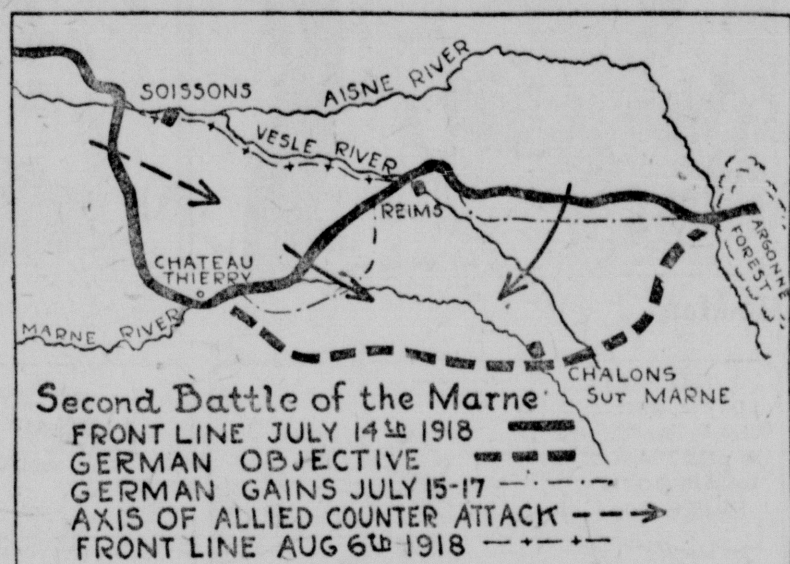 SOISSONS
AISNE RIVER
VESLE RIVER
REIMS
CHATEAU
THIERRY
ARGONNE
FOREST
MARNE RIVER
CHALONS
SUR MARNE
Second Battle of the Marne
FRONT LINE JULY 14th 1918
GERMAN OBJECTIVE
GERMAN GAINS JULY 15-17
AXIS OF ALLIED COUNTER ATTACK
FRONT LINE AUG 6th 1918